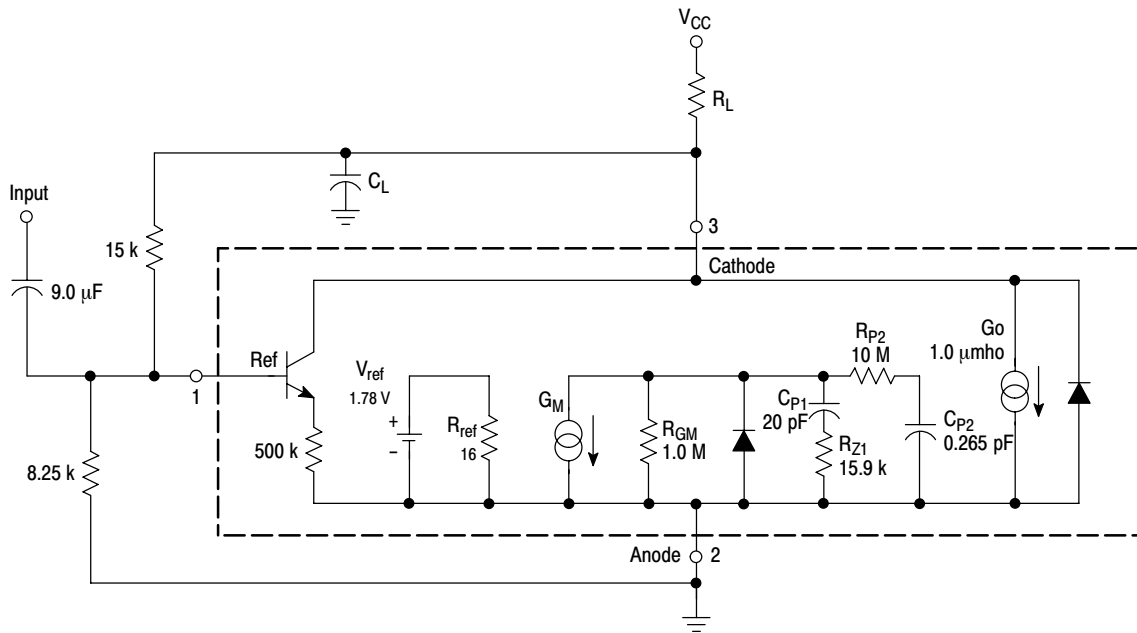 VCC
RL
CL
Input
15 k
3
Cathode
9.0 µF
Go
1.0 µmho
RP2
10 M
Ref
Vref
1.78 V
1
GM
CP1
20 pF
+
–
Rref
16
RGM
1.0 M
CP2
0.265 pF
500 k
RZ1
15.9 k
8.25 k
Anode
2